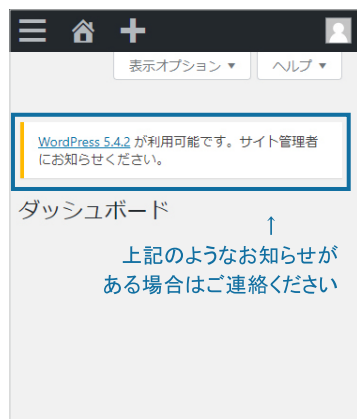 表示オプション ▼
ヘルプ ▼
WordPress 5.4.2 が利用可能です。サイト管理者
にお知らせください。
ダッシュボード
↑
上記のようなお知らせが
ある場合はご連絡ください